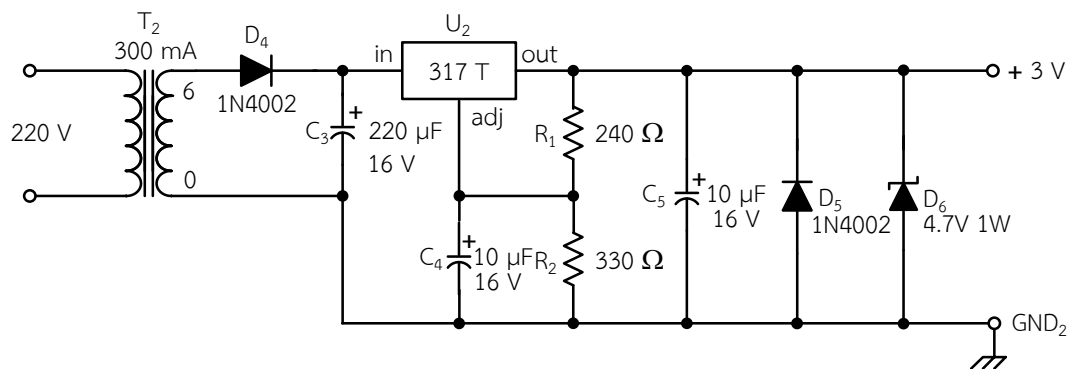 T₂
300 mA
220 V
6
0
D₄
1N4002
C₃
+
220 µF
16 V
U₂
in
317 T
out
adj
R₁
240 Ω
C₄
+
10 µF
16 V
R₂
330 Ω
C₅
+
10 µF
16 V
D₅
1N4002
D₆
4.7V 1W
+ 3 V
GND₂